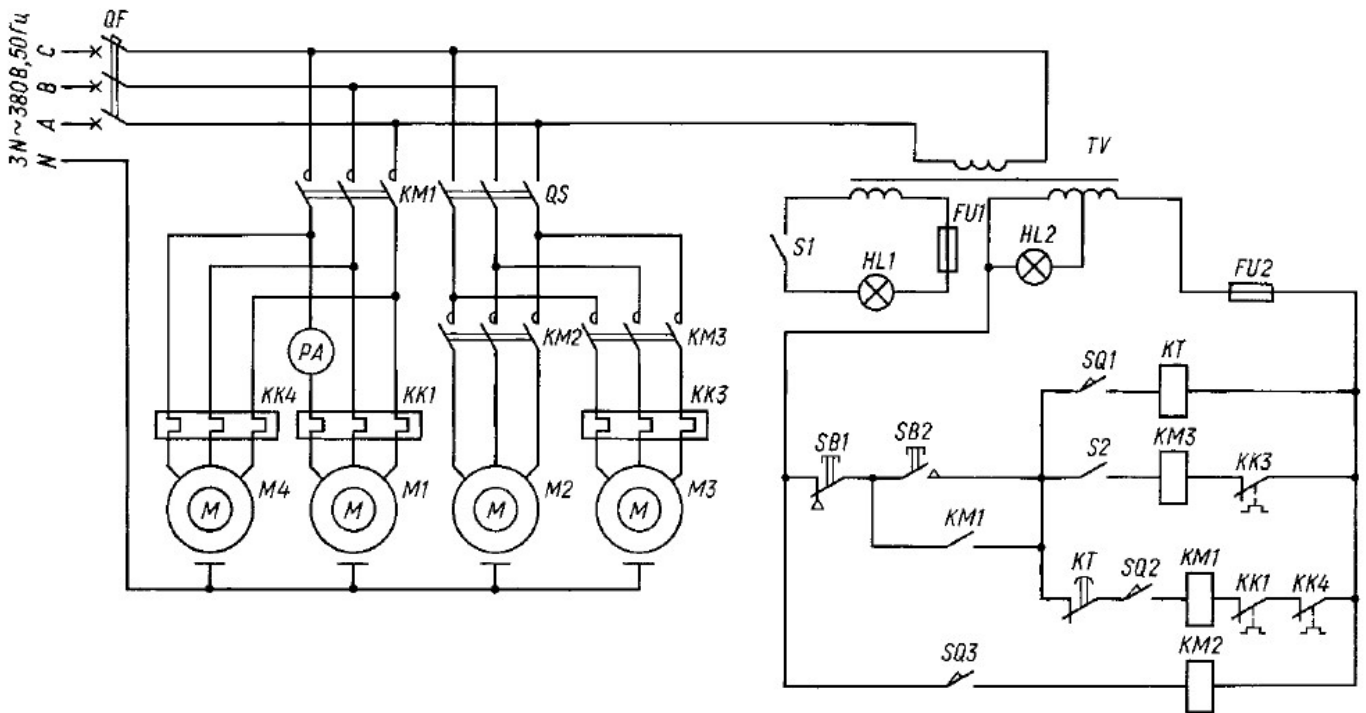 3N~380В,50Гц
QF
C
B
A
N
TV
KM1
QS
S1
FU1
HL1
HL2
FU2
KM2
KM3
PA
KK4
KK1
KK3
SQ1
KT
SB1
SB2
S2
KM3
KK3
M
M4
M
M1
M
M2
M
M3
KM1
KT
SQ2
KM1
KK1
KK4
SQ3
KM2